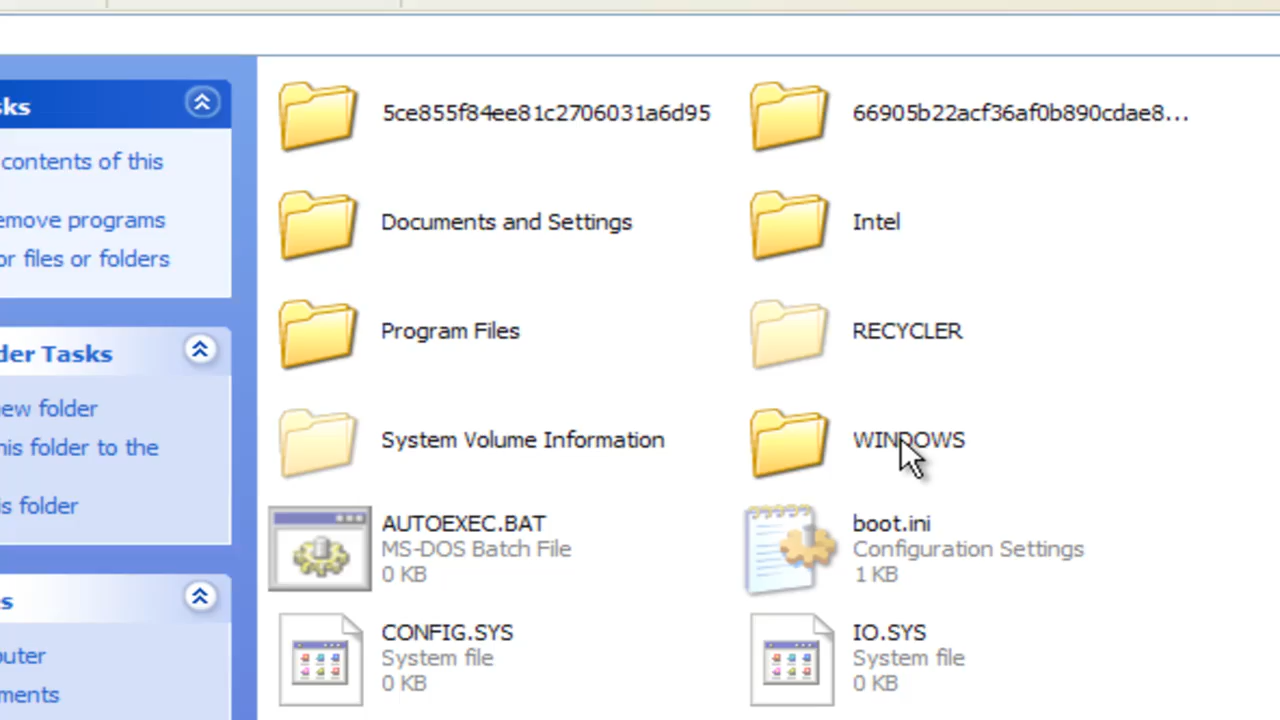 sks
contents of this
emove programs
or files or folders
der Tasks
ew folder
his folder to the
is folder
s
outer
ments
5ce855f84ee81c2706031a6d95
66905b22acf36af0b890cdae8...
Documents and Settings
Intel
Program Files
RECYCLER
System Volume Information
WINDOWS
AUTOEXEC.BAT
MS-DOS Batch File
0 KB
boot.ini
Configuration Settings
1 KB
CONFIG.SYS
System file
0 KB
IO.SYS
System file
0 KB